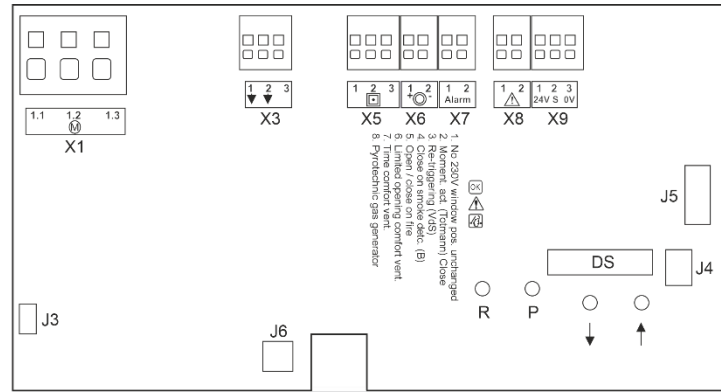 1.1 1.2 1.3
M
X1
1 2 3
X3
1 2 3
X5
1 2
+ -
X6
1 2
Alarm
X7
1 2
X8
1 2 3
24V S 0V
X9
1. No 230V window pos. unchanged
2. Moment. act. (Totmann) Close
3. Re-triggering (VdS)
4. Close on smoke detc. (B)
5. Open / close on fire
6. Limited opening comfort vent.
7. Time comfort vent.
8. Pyrotechnic gas generator
OK
J5
DS
J4
R
P
J3
J6